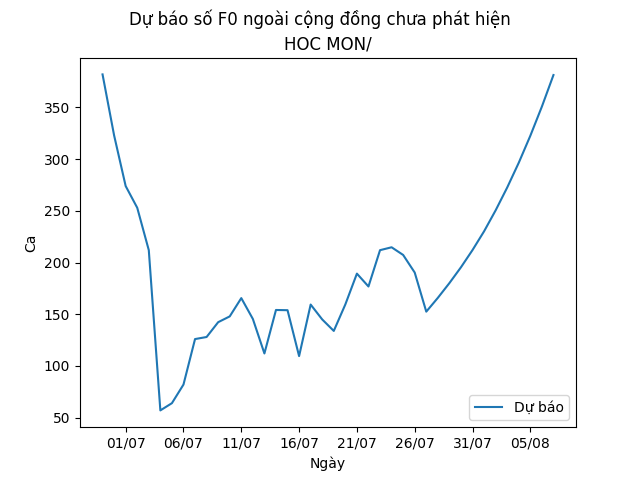 Dự báo số F0 ngoài cộng đồng chưa phát hiện
HOC MON/
Ca
350
300
250
200
150
100
50
01/07 06/07 11/07 16/07 21/07 26/07 31/07 05/08
Ngày
Dự báo